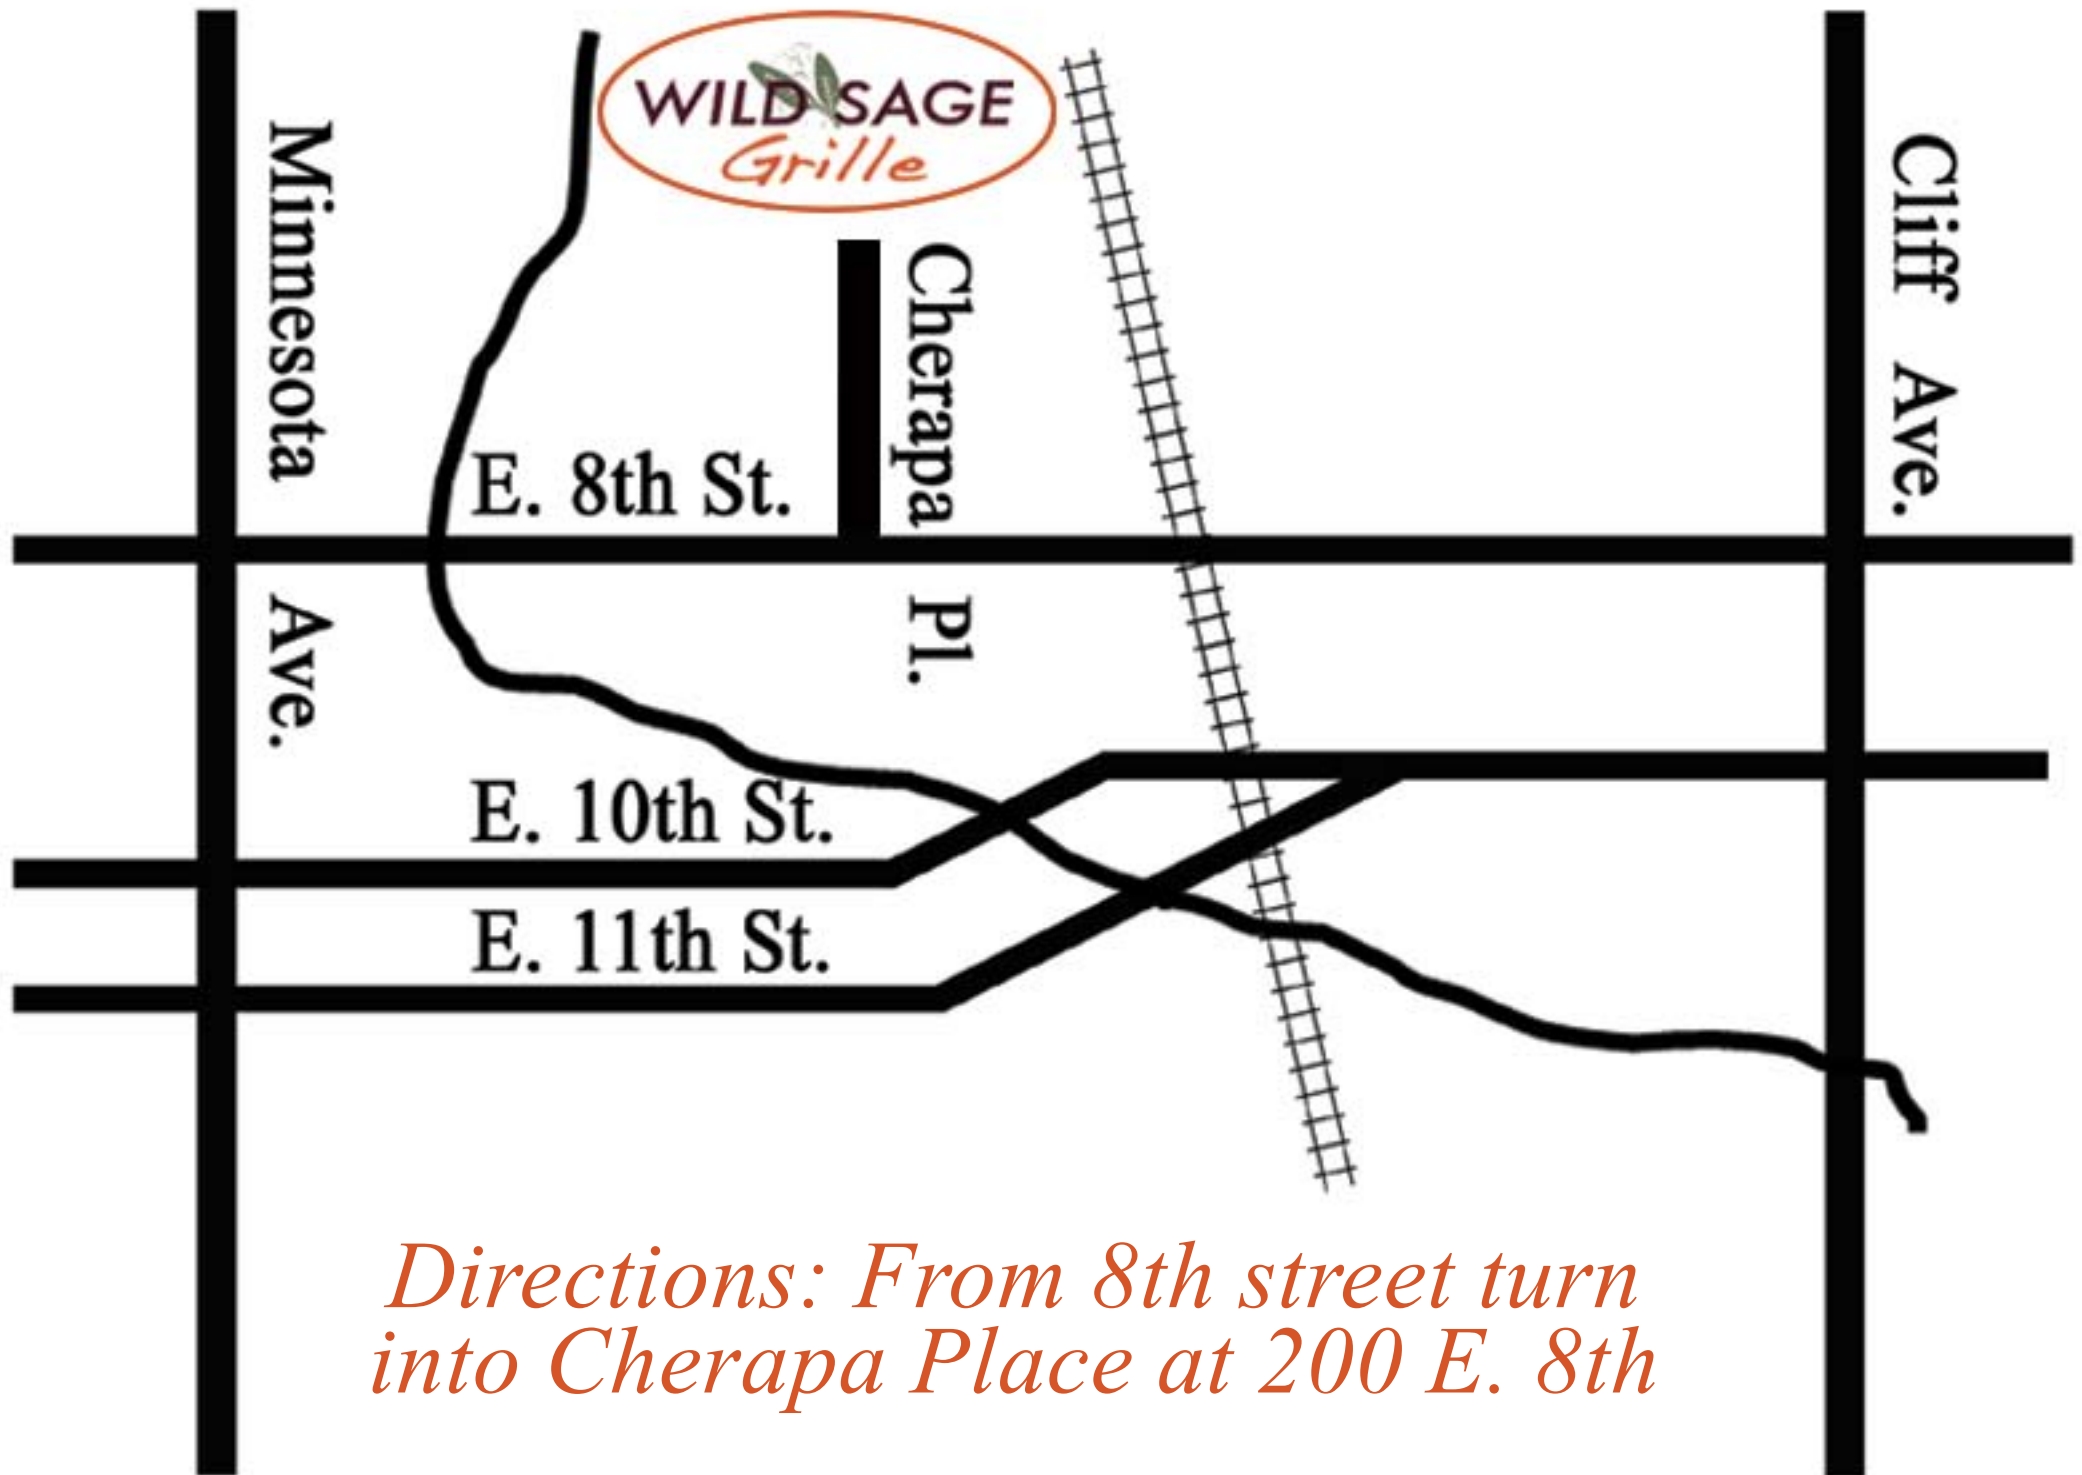 WILD SAGE
Grille
Minnesota Ave.
Cherapa Pl.
Cliff Ave.
E. 8th St.
E. 10th St.
E. 11th St.
Directions: From 8th street turn
into Cherapa Place at 200 E. 8th